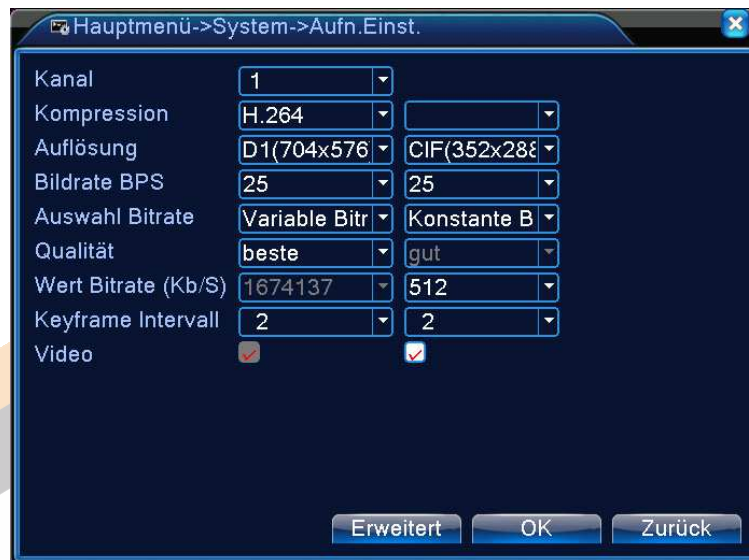 Hauptmenü->System->Aufn.Einst.
Kanal 1
Kompression H.264
Auflösung D1(704x576 CIF(352x288
Bildrate BPS 25 25
Auswahl Bitrate Variable Bitr Konstante B
Qualität beste gut
Wert Bitrate (Kb/S) 1674137 512
Keyframe Intervall 2 2
Video
Erweitert OK Zurück